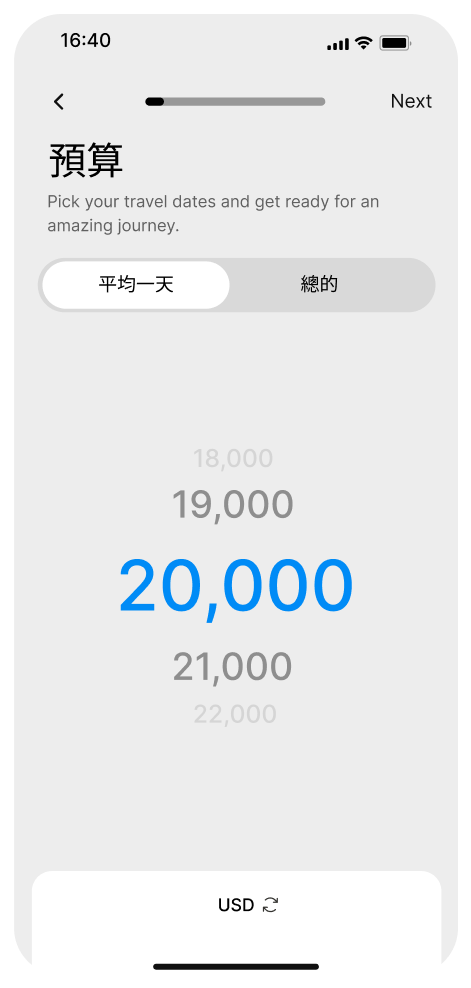 16:40
Next
預算
Pick your travel dates and get ready for an
amazing journey.
平均一天
總的
18,000
19,000
20,000
21,000
22,000
USD